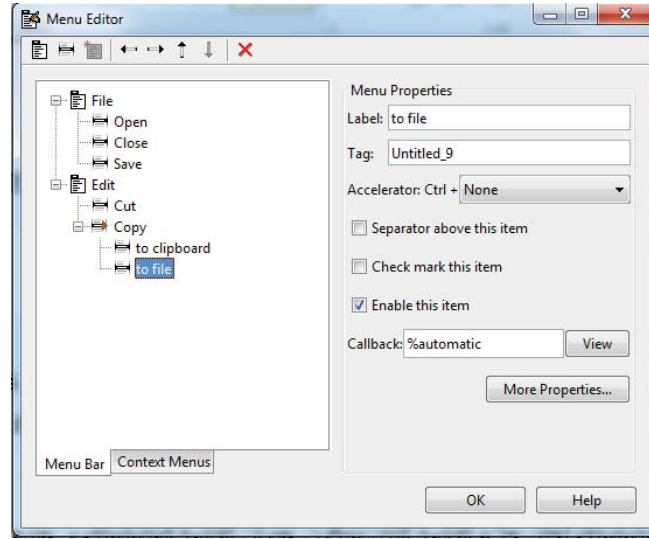 Menu Editor
File
Open
Close
Save
Edit
Cut
Copy
to clipboard
to file
Menu Bar
Context Menus
Menu Properties
Label: to file
Tag: Untitled_9
Accelerator: Ctrl + None
Separator above this item
Check mark this item
Enable this item
Callback: %automatic View
More Properties...
OK Help